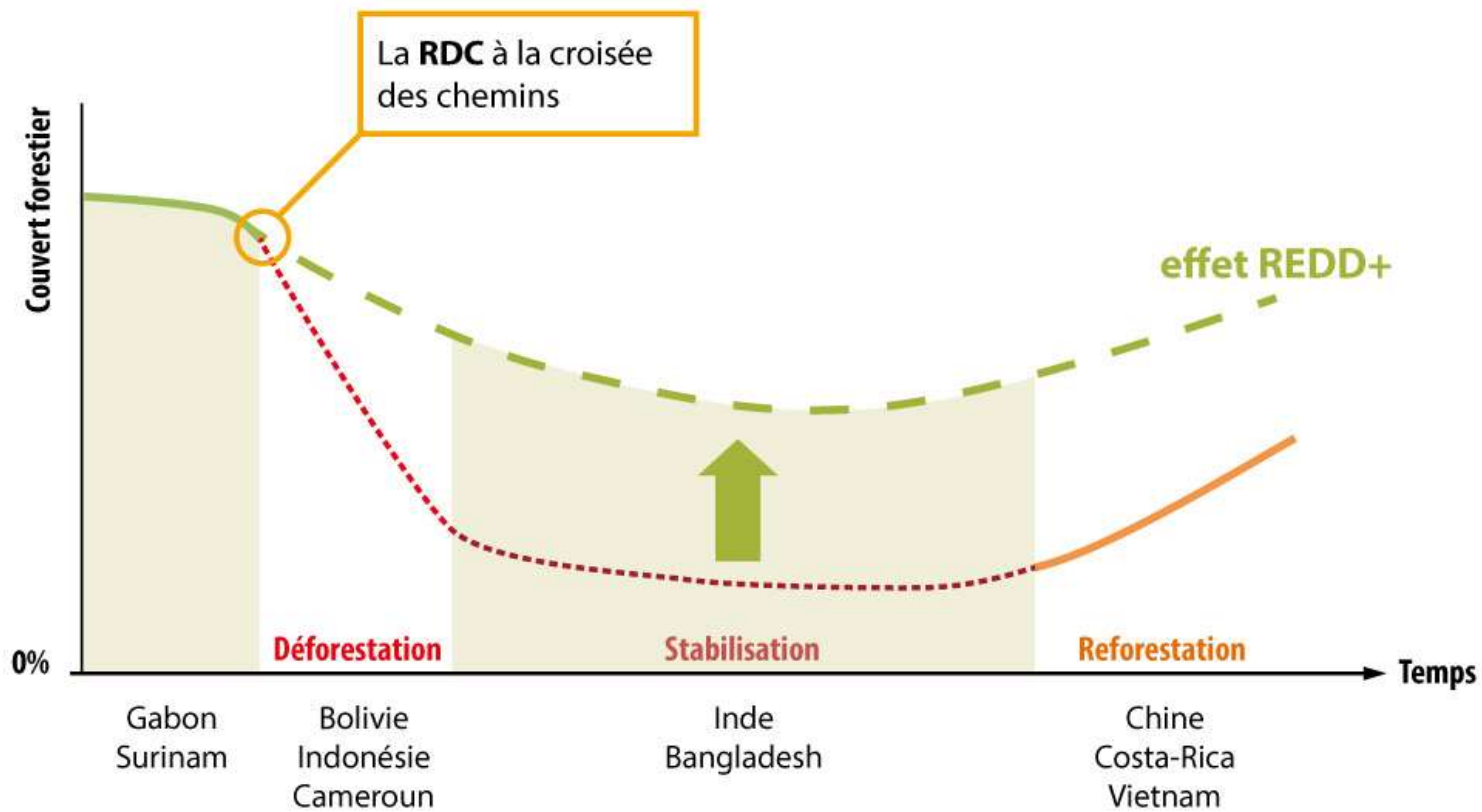 La RDC à la croisée
des chemins
Couvert forestier
effet REDD+
Déforestation
Stabilisation
Reforestation
0%
Temps
Gabon
Surinam
Bolivie
Indonésie
Cameroun
Inde
Bangladesh
Chine
Costa-Rica
Vietnam